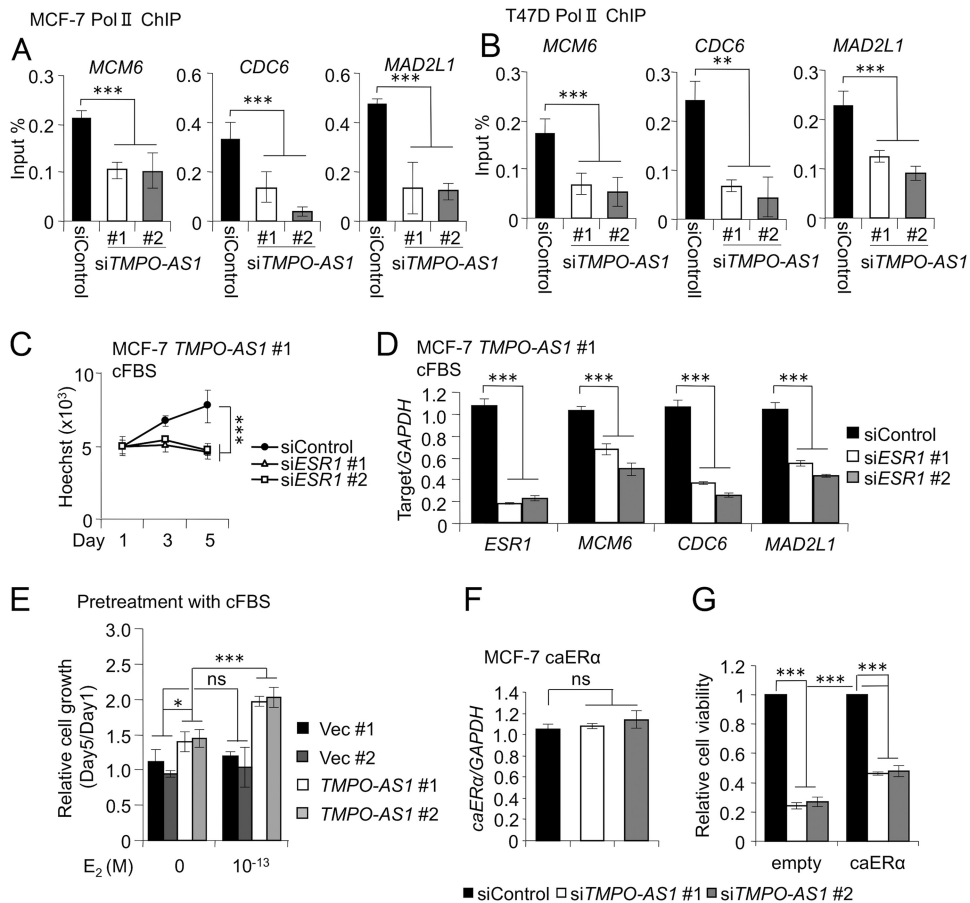 MCF-7 Pol Ⅱ ChIP
A
MCM6
CDC6
MAD2L1
Input %
0.3
0.2
0.1
0
***
0.6
0.4
0.2
0
***
0.6
0.4
0.2
0
***
siControl
#1 #2
siTMPO-AS1
siControl
#1 #2
siTMPO-AS1
siControl
#1 #2
siTMPO-AS1
T47D Pol Ⅱ ChIP
B
MCM6
CDC6
MAD2L1
Input %
0.3
0.2
0.1
0
***
0.3
0.2
0.1
0
**
0.3
0.2
0.1
0
***
siControl
#1 #2
siTMPO-AS1
siControll
#1 #2
siTMPO-AS1
siControl
#1 #2
siTMPO-AS1
C
MCF-7 TMPO-AS1 #1
cFBS
Hoechst (x10³)
10
5
0
***
siControl
siESR1 #1
siESR1 #2
Day 1 3 5
D
MCF-7 TMPO-AS1 #1
cFBS
Target/GAPDH
1.2
1.0
0.8
0.6
0.4
0.2
0
*** *** *** ***
ESR1 MCM6 CDC6 MAD2L1
siControl
siESR1 #1
siESR1 #2
E
Pretreatment with cFBS
Relative cell growth
(Day5/Day1)
3.0
2.5
2.0
1.5
1.0
0.5
0
***
ns
*
Vec #1
Vec #2
TMPO-AS1 #1
TMPO-AS1 #2
E₂ (M) 0 10⁻¹³
F
MCF-7 caERα
caERα/GAPDH
1.4
1.2
1.0
0.8
0.6
0.4
0.2
0
ns
G
Relative cell viability
1.2
1
0.8
0.6
0.4
0.2
0
*** *** ***
empty caERα
siControl siTMPO-AS1 #1 siTMPO-AS1 #2